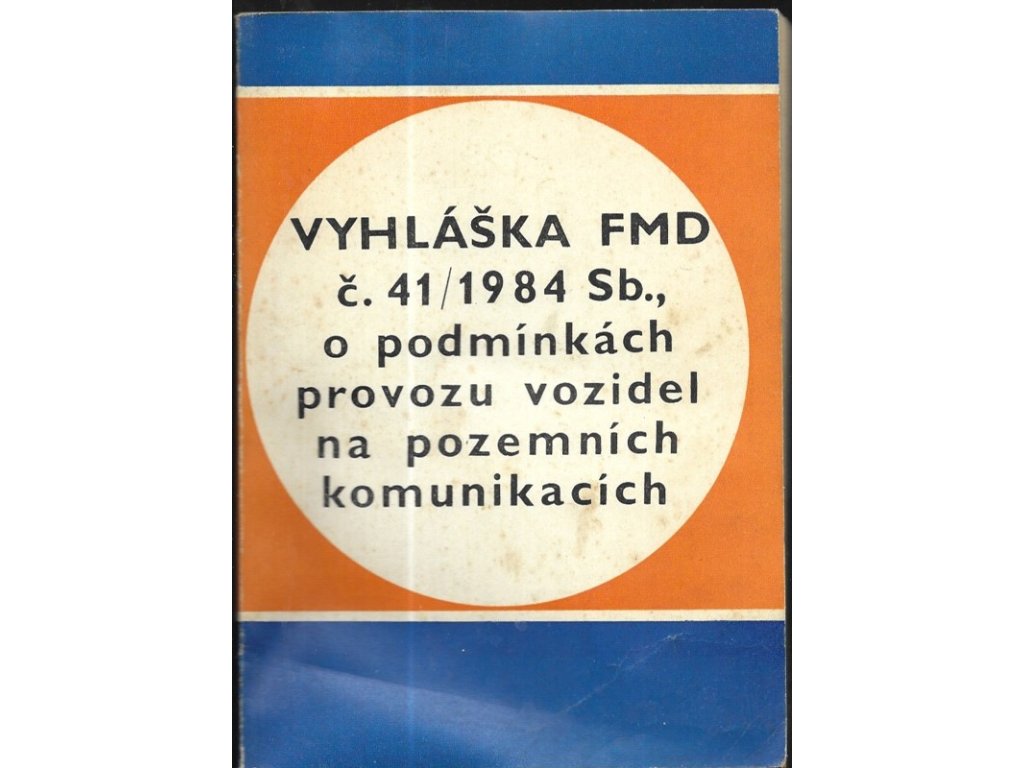 VYHLÁŠKA FMD
č. 41/1984 Sb.,
o podmínkách
provozu vozidel
na pozemních
komunikacích